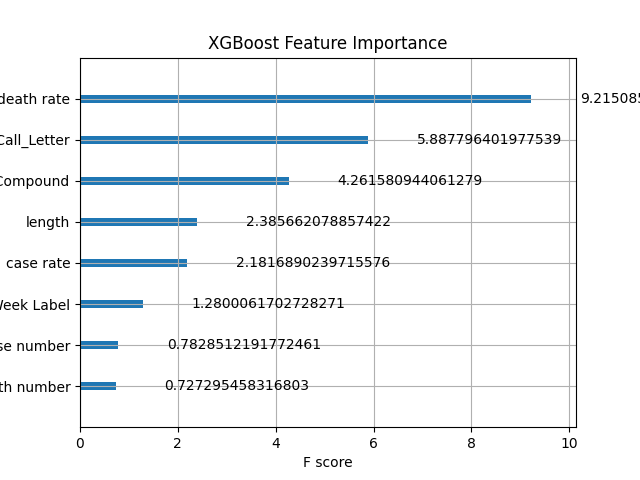 XGBoost Feature Importance
death rate
9.215085
Call_Letter
5.887796401977539
Compound
4.261580944061279
length
2.385662078857422
case rate
2.1816890239715576
Week Label
1.2800061702728271
se number
0.7828512191772461
th number
0.727295458316803
0 2 4 6 8 10
F score